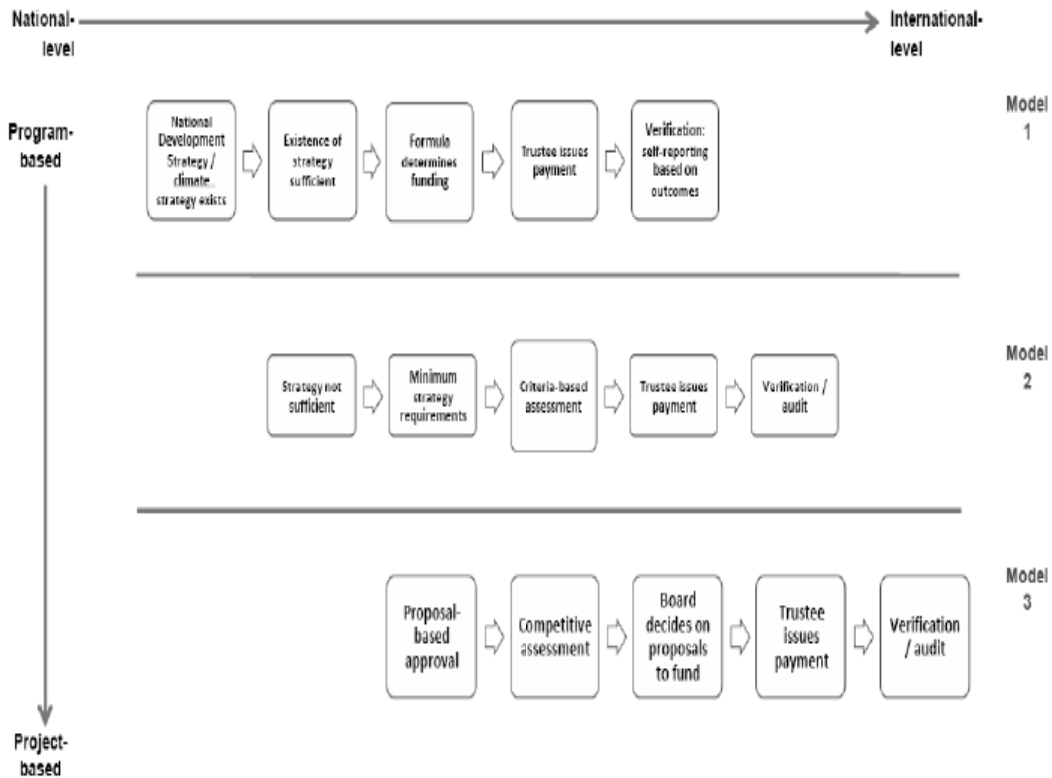 National-
level
International-
level
Program-
based
National
Development
Strategy /
climate
strategy exists
Existence of
strategy
sufficient
Formula
determines
funding
Trustee issues
payment
Verification:
self-reporting
based on
outcomes
Model
1
Strategy not
sufficient
Minimum
strategy
requirements
Criteria-based
assessment
Trustee issues
payment
Verification /
audit
Model
2
Proposal-
based
approval
Competitive
assessment
Board
decides on
proposals
to fund
Trustee
issues
payment
Verification
/ audit
Model
3
Project-
based